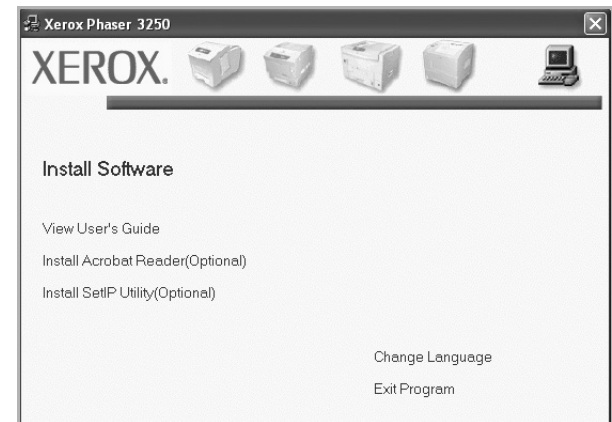 Xerox Phaser 3250
XEROX.
Install Software
View User's Guide
Install Acrobat Reader(Optional)
Install SetIP Utility(Optional)
Change Language
Exit Program